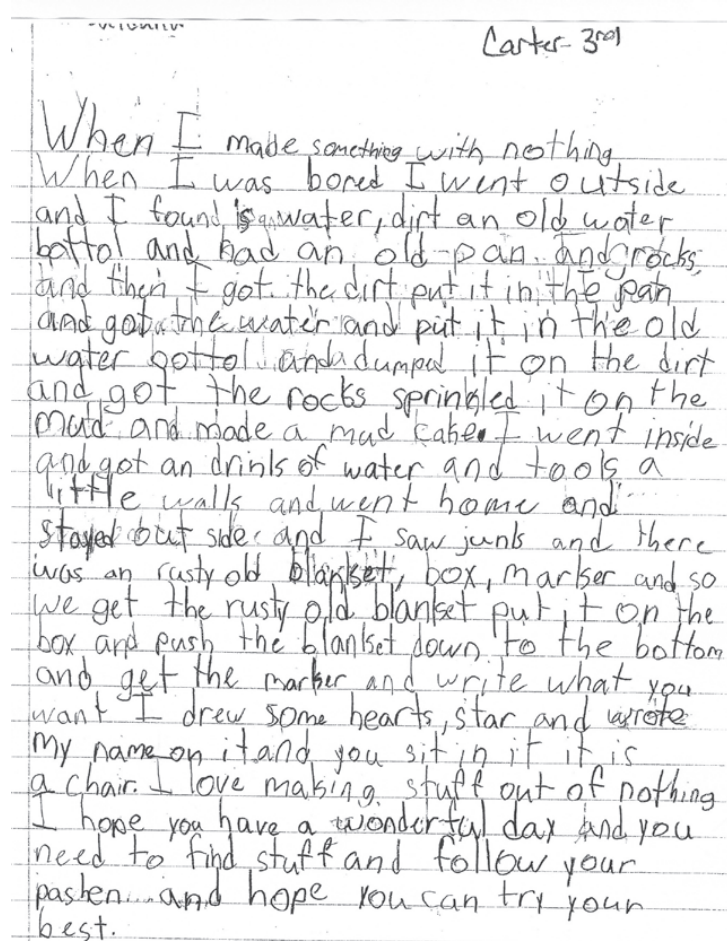 Carter - 3rd
When I made something with nothing
When I was bored I went outside
and I found water, dirt an old water
bottol and had an old pan. and rocks,
and then I got the dirt put it in the pan
and got the water and put it in the old
water bottol and dumped it on the dirt
and got the rocks sprinkled it on the
mud and made a mud cake. I went inside
and got an drink of water and took a
little walk and went home and
stayed out side and I saw junk and there
was an rusty old blanket, box, marker and so
we get the rusty old blanket put it on the
box and push the blanket down to the bottom
and get the marker and write what you
want I drew some hearts, star and wrote
my name on it and you sit in it it is
a chair. I love making stuff out of nothing
I hope you have a wonderful day and you
need to find stuff and follow your
pashen and hope you can try your
best.